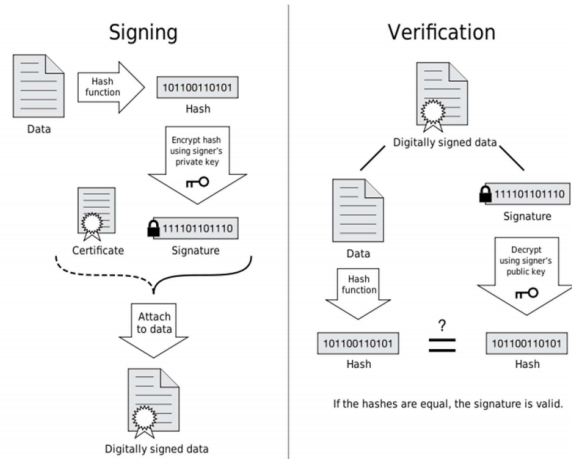 Signing
Hash
function
101100110101
Hash
Data
Encrypt hash
using signer's
private key
111101101110
Certificate
Signature
Attach
to data
Digitally signed data
Verification
Digitally signed data
111101101110
Signature
Data
Decrypt
using signer's
public key
Hash
function
?
101100110101
101100110101
Hash
Hash
If the hashes are equal, the signature is valid.